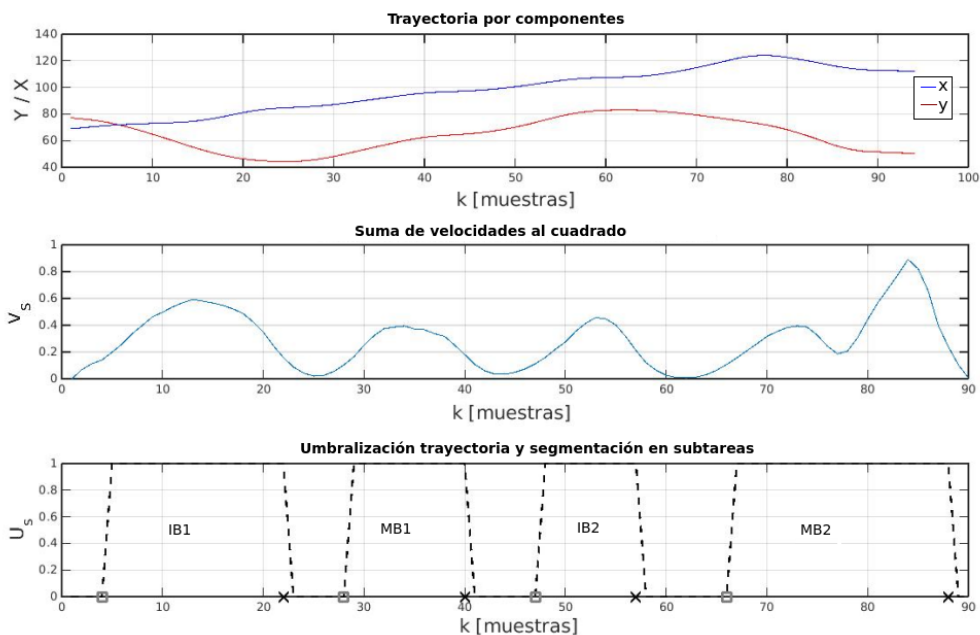 Trayectoria por componentes
140
120
100
80
60
40
Y / X
x
y
0 10 20 30 40 50 60 70 80 90 100
k [muestras]
Suma de velocidades al cuadrado
1
0.8
0.6
0.4
0.2
0
Vs
0 10 20 30 40 50 60 70 80 90
k [muestras]
Umbralización trayectoria y segmentación en subtareas
1
0.8
0.6
0.4
0.2
0
Us
IB1 MB1 IB2 MB2
0 10 20 30 40 50 60 70 80 90
k [muestras]